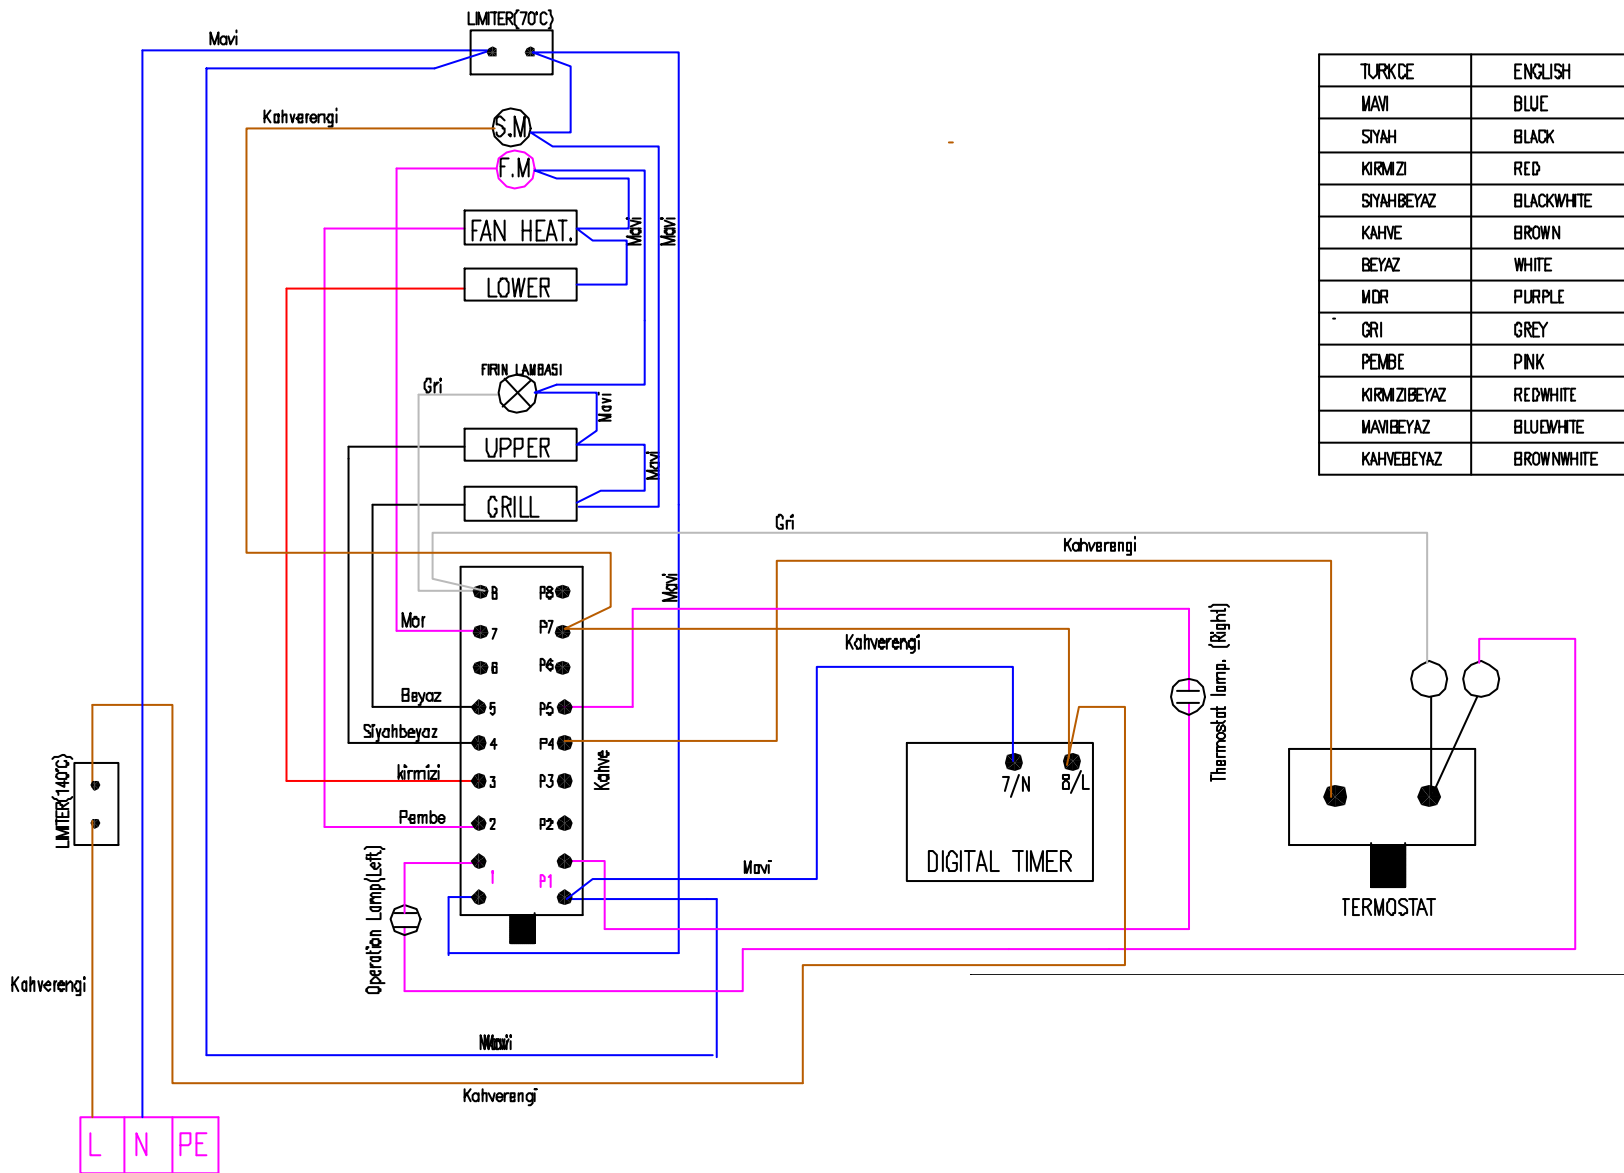 LIMITER(70°C)
Mavi
Kahverengi
S.M
F.M
FAN HEAT.
LOWER
Mavi
Mavi
FIRIN LAMBASI
Gri
Mavi
UPPER
Mavi
GRILL
TURKCE ENGLISH
MAVI BLUE
SIYAH BLACK
KIRMIZI RED
SIYAHBEYAZ BLACKWHITE
KAHVE BROWN
BEYAZ WHITE
MOR PURPLE
GRI GREY
PEMBE PINK
KIRMIZIBEYAZ REDWHITE
MAVIBEYAZ BLUEWHITE
KAHVEBEYAZ BROWNWHITE
Gri
Kahverengi
Mavi
8 P8
Mor 7 P7
6 P6
Beyaz 5 P5
Siyahbeyaz 4 P4
kirmizi 3 P3
Pembe 2 P2
1 P1
Kahve
Kahverengi
Thermostat lamp. (Right)
7/N 8/L
DIGITAL TIMER
Mavi
TERMOSTAT
LIMITER(140°C)
Operation Lamp(Left)
Kahverengi
Mavi
Kahverengi
L N PE